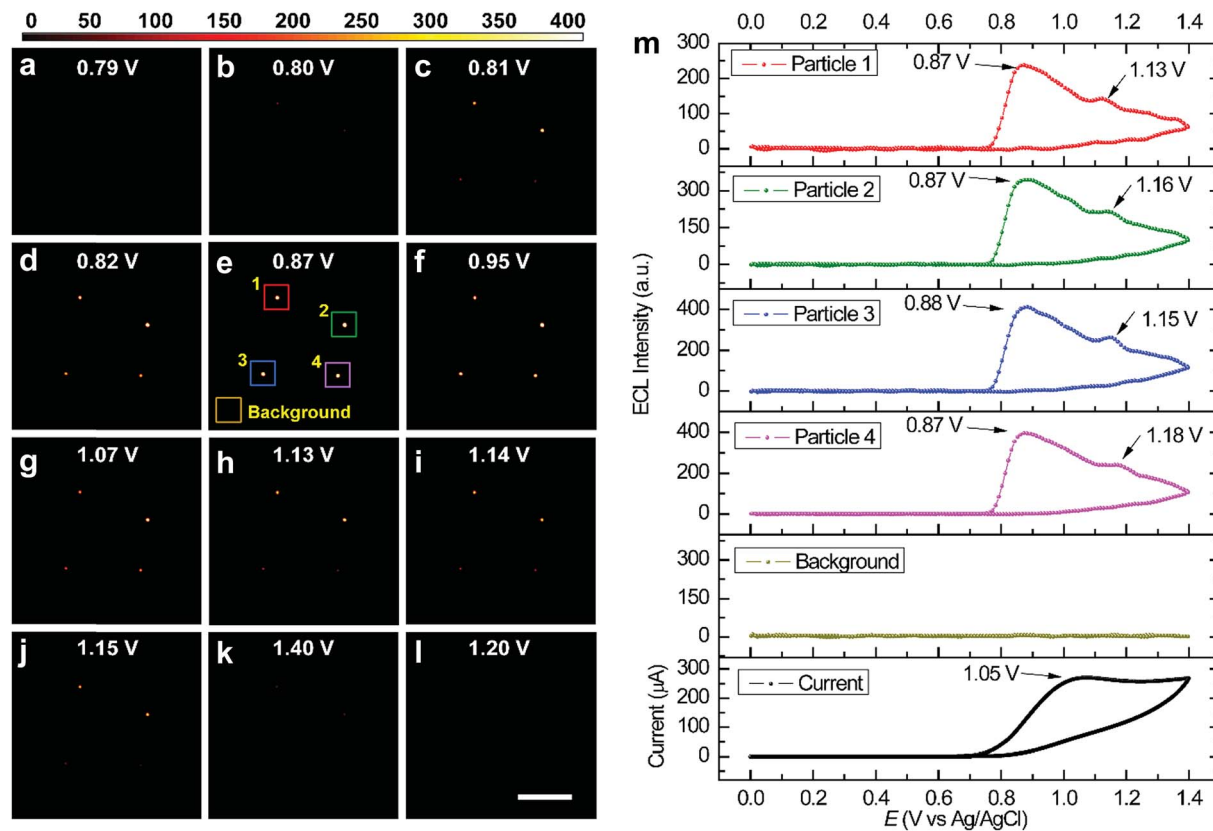 0 50 100 150 200 250 300 350 400
a 0.79 V
b 0.80 V
c 0.81 V
d 0.82 V
e 0.87 V
1
2
3
4
Background
f 0.95 V
g 1.07 V
h 1.13 V
i 1.14 V
j 1.15 V
k 1.40 V
l 1.20 V
m
0.0 0.2 0.4 0.6 0.8 1.0 1.2 1.4
300
200
100
0
Particle 1
0.87 V
1.13 V
300
150
0
Particle 2
0.87 V
1.16 V
400
200
0
Particle 3
0.88 V
1.15 V
400
200
0
Particle 4
0.87 V
1.18 V
300
150
0
Background
ECL Intensity (a.u.)
300
200
100
0
Current
1.05 V
Current (µA)
0.0 0.2 0.4 0.6 0.8 1.0 1.2 1.4
E (V vs Ag/AgCl)